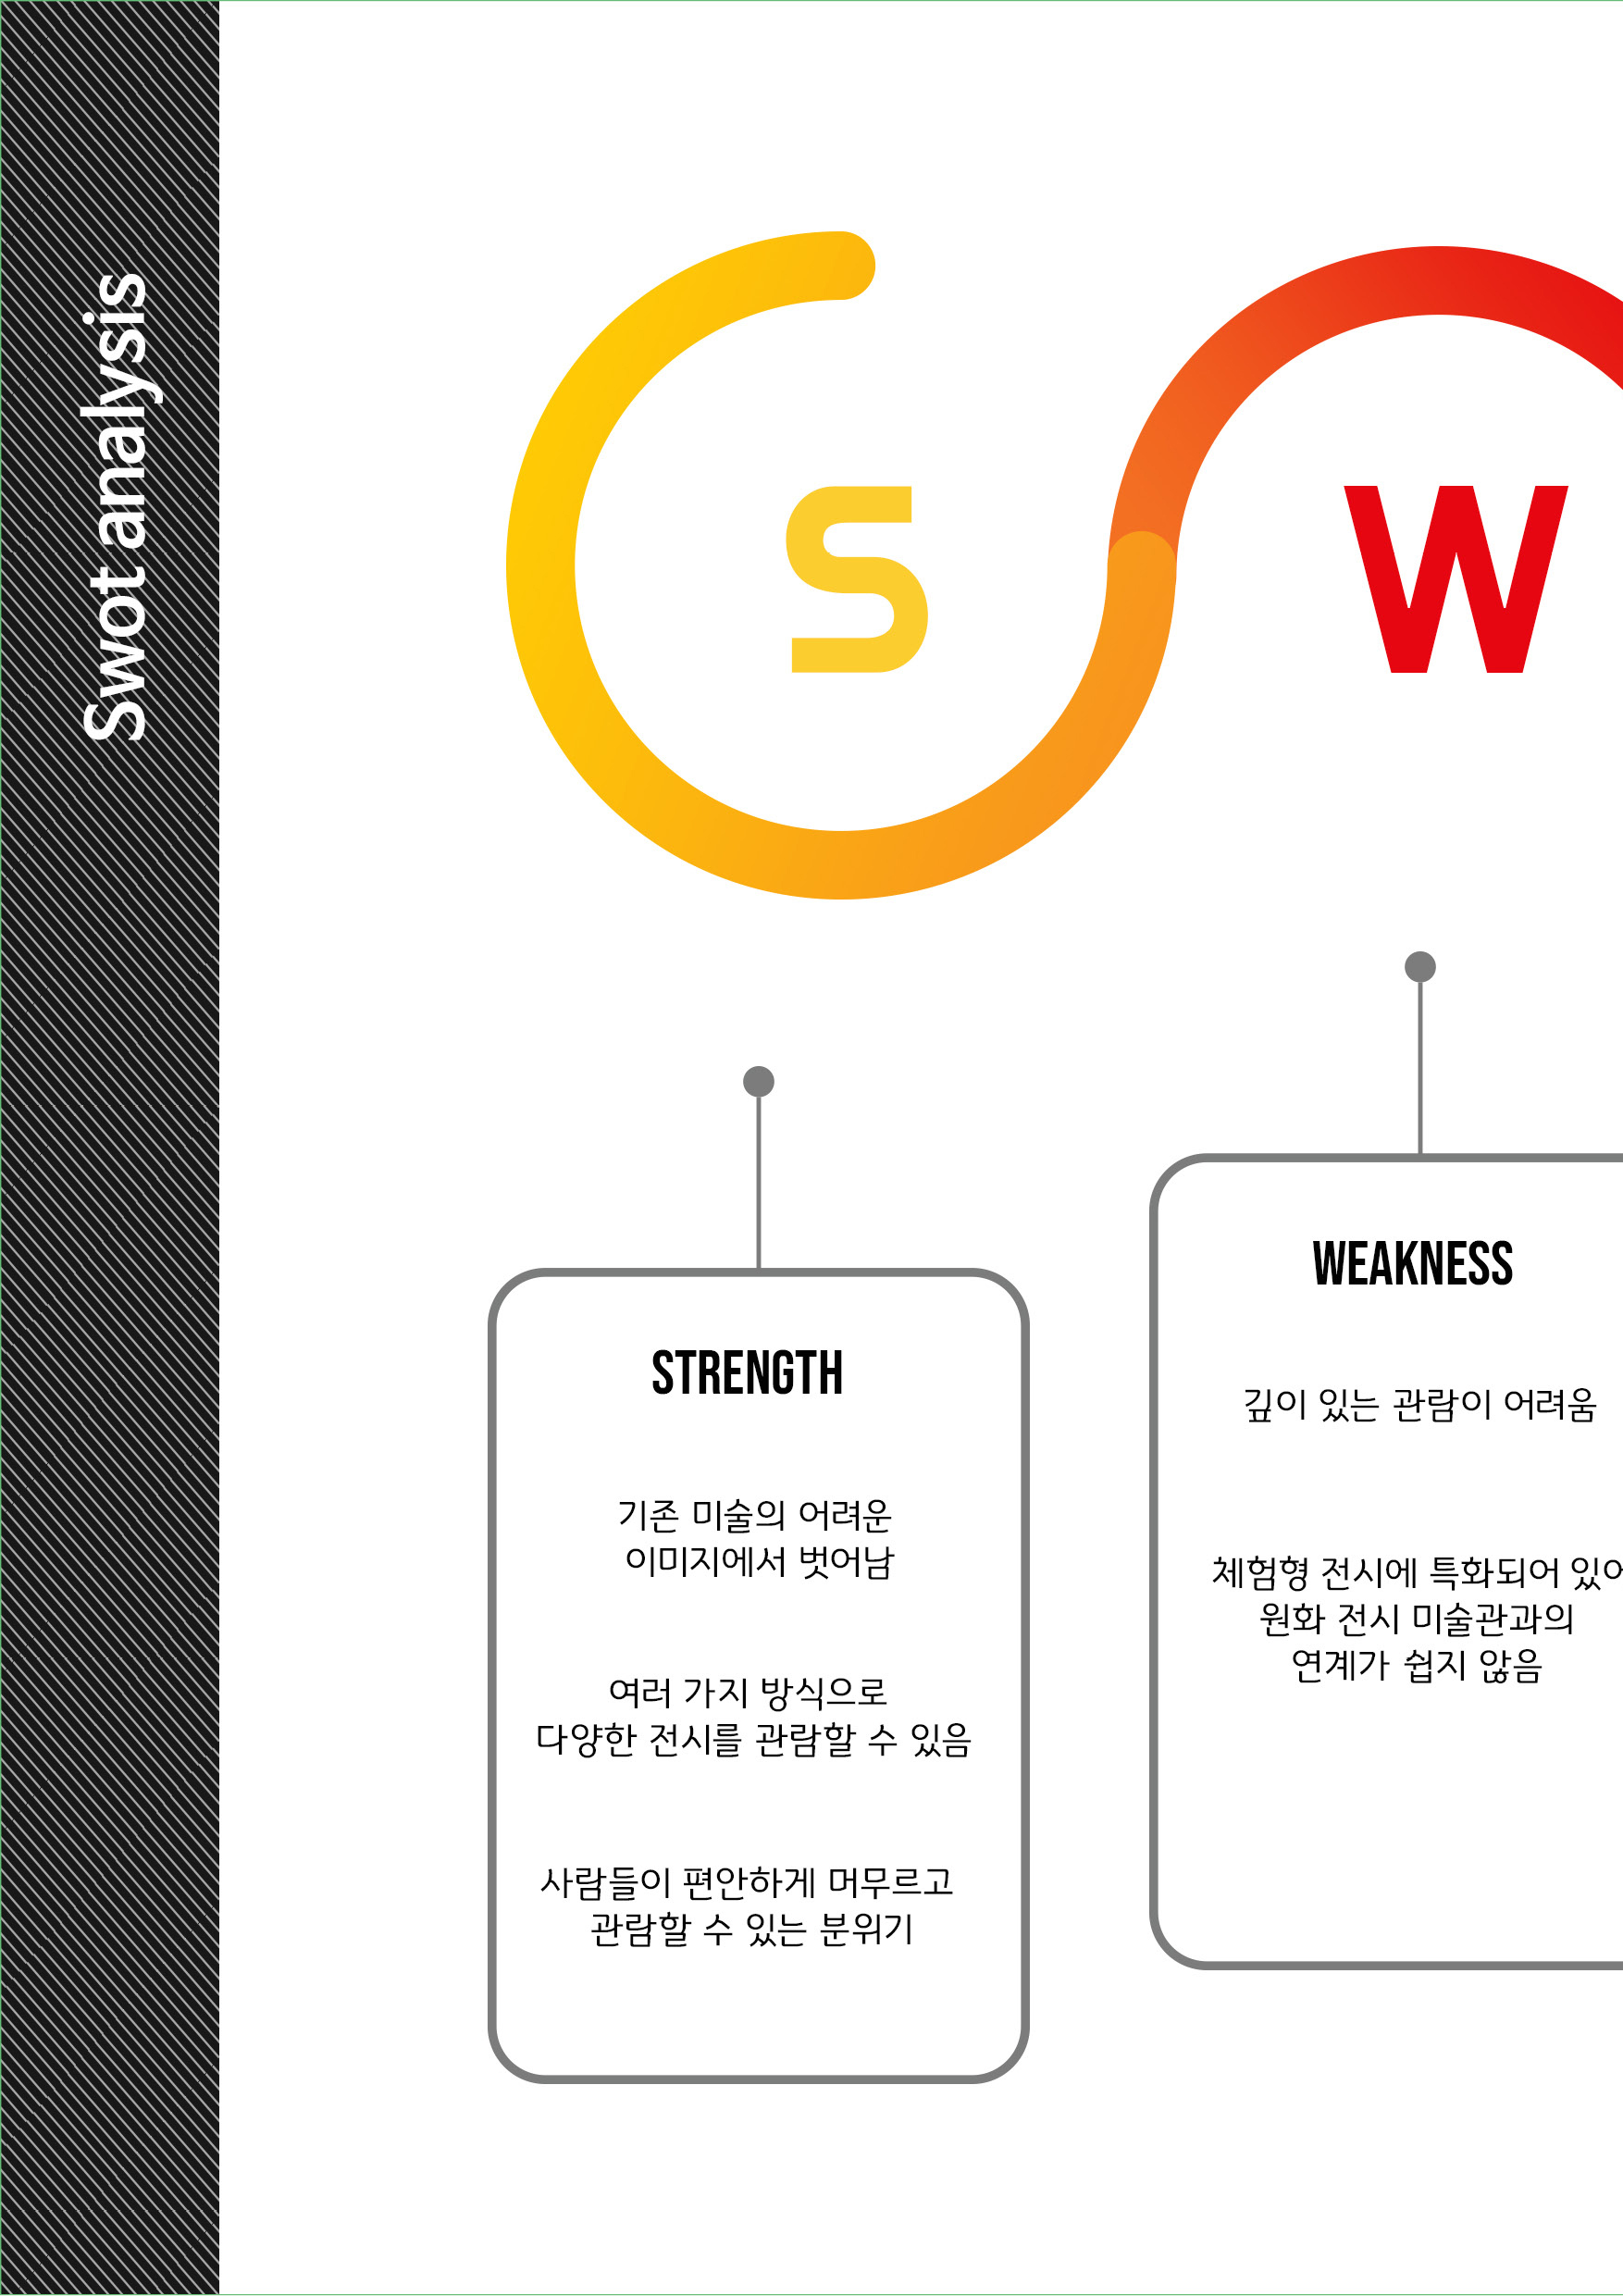 Swot analysis
S
W
STRENGTH
기존 미술의 어려운
이미지에서 벗어남
여러 가지 방식으로
다양한 전시를 관람할 수 있음
사람들이 편안하게 머무르고
관람할 수 있는 분위기
WEAKNESS
깊이 있는 관람이 어려움
체험형 전시에 특화되어
원화 전시 미술관과의
연계가 쉽지 않음